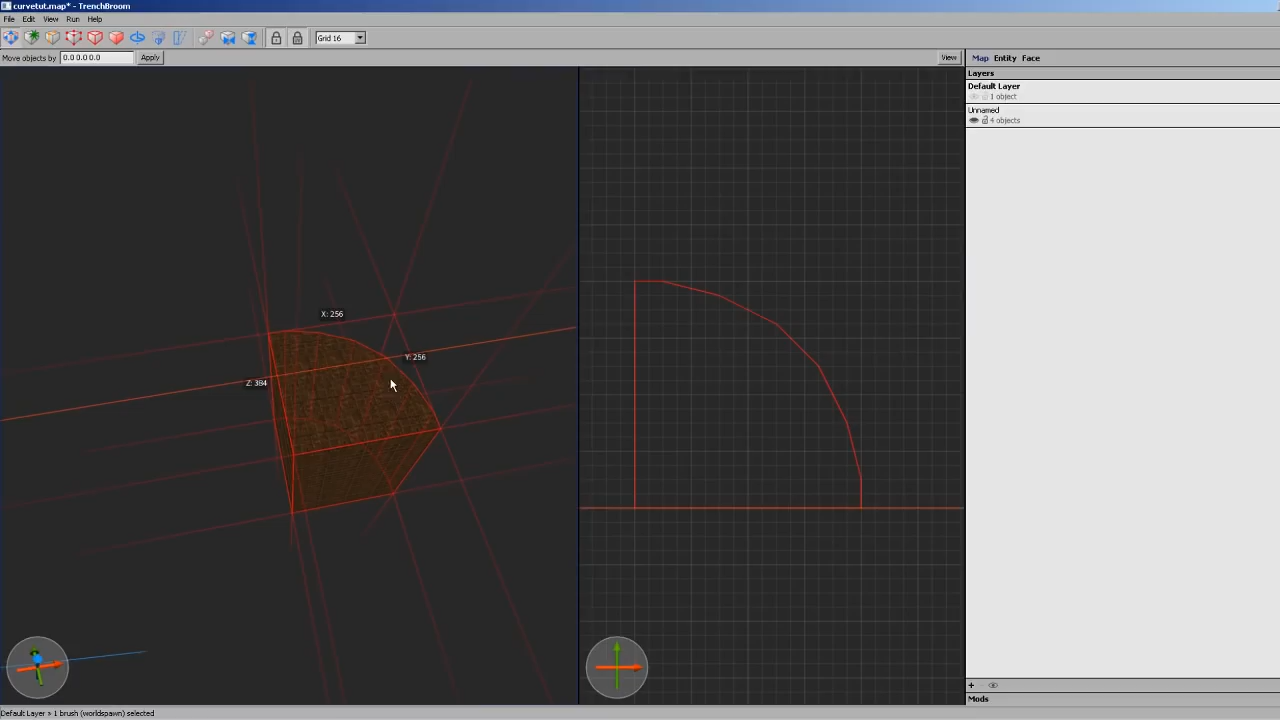 curvetut.map* - TrenchBroom
File Edit View Run Help
Grid 16
Move objects by 0.0 0.0 0.0 Apply View
Map Entity Face
Layers
Default Layer
1 object
Unnamed
4 objects
X: 256
Y: 256
Z: 384
Mods
Default Layer » 1 brush (worldspawn) selected